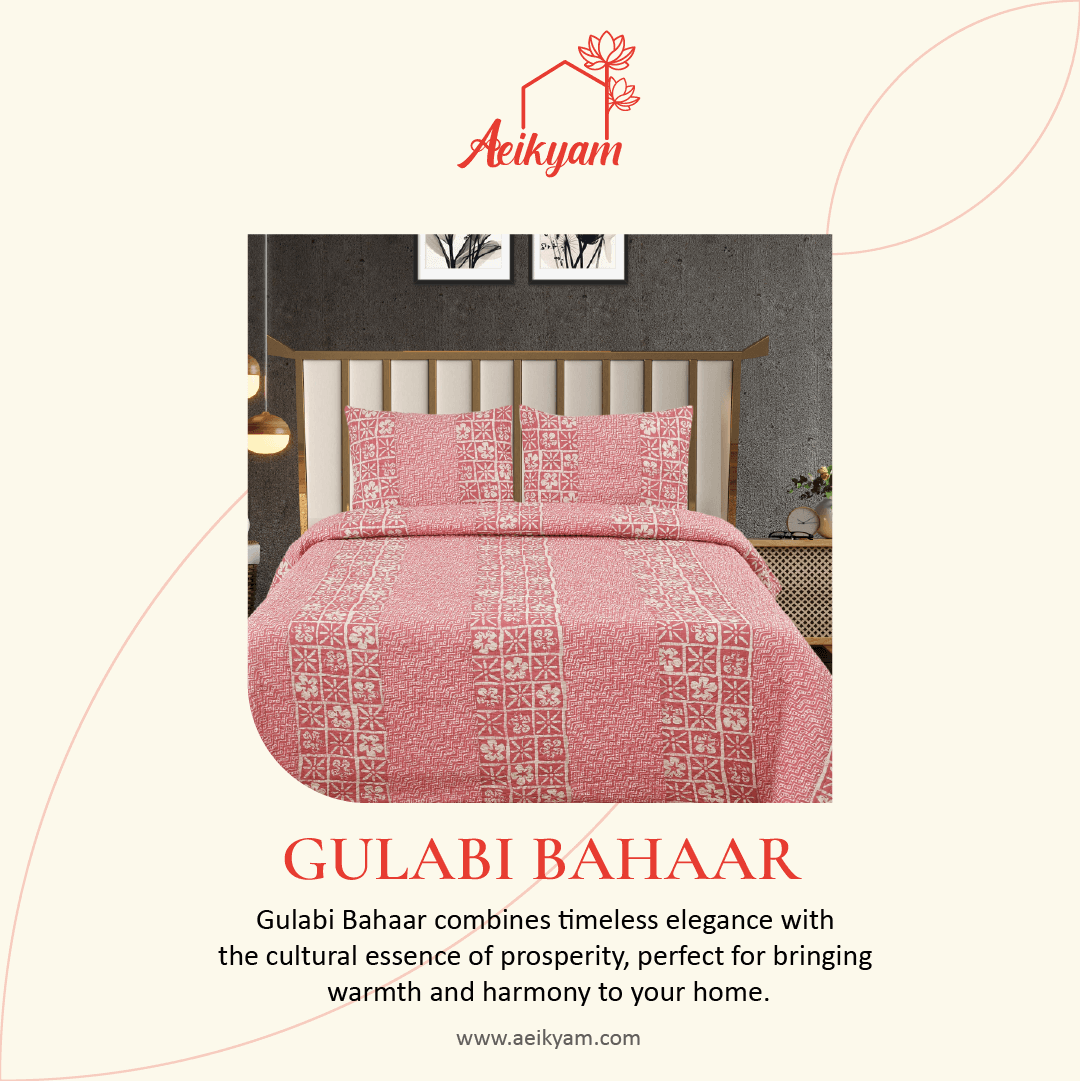 Aeikyam
GULABI BAHAAR
Gulabi Bahaar combines timeless elegance with
the cultural essence of prosperity, perfect for bringing
warmth and harmony to your home.
www.aeikyam.com